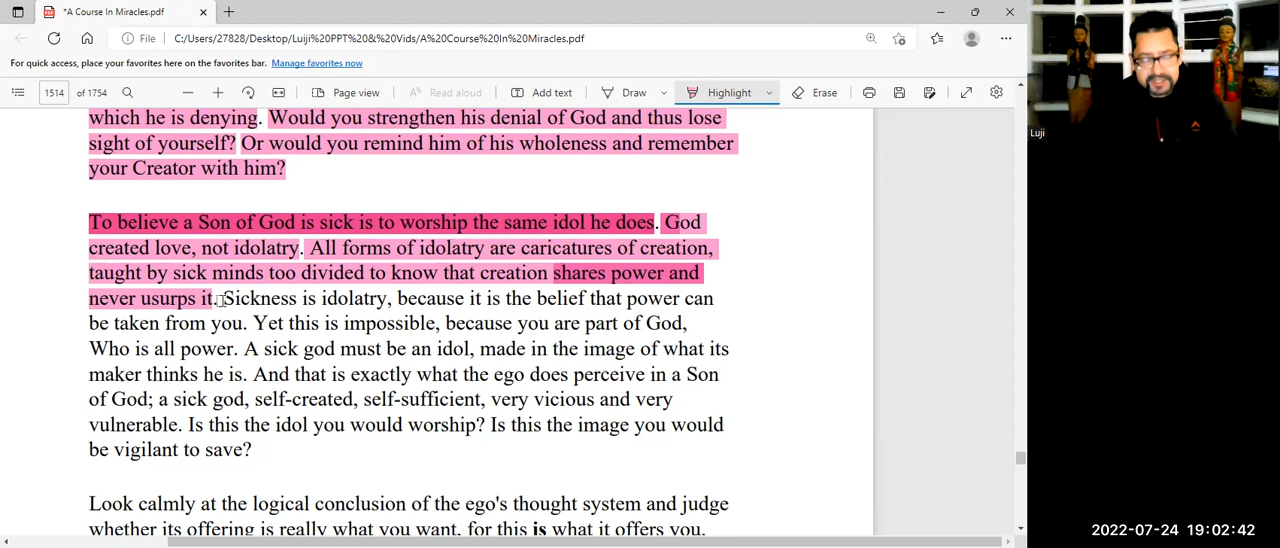 *A Course In Miracles.pdf
File
C:/Users/27828/Desktop/Luiji%20PPT%20&%20Vids/A%20Course%20In%20Miracles.pdf
For quick access, place your favorites here on the favorites bar. Manage favorites now
1514 of 1754
Page view
Read aloud
Add text
Draw
Highlight
Erase
which he is denying. Would you strengthen his denial of God and thus lose
sight of yourself? Or would you remind him of his wholeness and remember
your Creator with him?
To believe a Son of God is sick is to worship the same idol he does. God
created love, not idolatry. All forms of idolatry are caricatures of creation,
taught by sick minds too divided to know that creation shares power and
never usurps it. Sickness is idolatry, because it is the belief that power can
be taken from you. Yet this is impossible, because you are part of God,
Who is all power. A sick god must be an idol, made in the image of what its
maker thinks he is. And that is exactly what the ego does perceive in a Son
of God; a sick god, self-created, self-sufficient, very vicious and very
vulnerable. Is this the idol you would worship? Is this the image you would
be vigilant to save?
Look calmly at the logical conclusion of the ego's thought system and judge
whether its offering is really what you want, for this is what it offers you.
Luji
2022-07-24 19:02:42